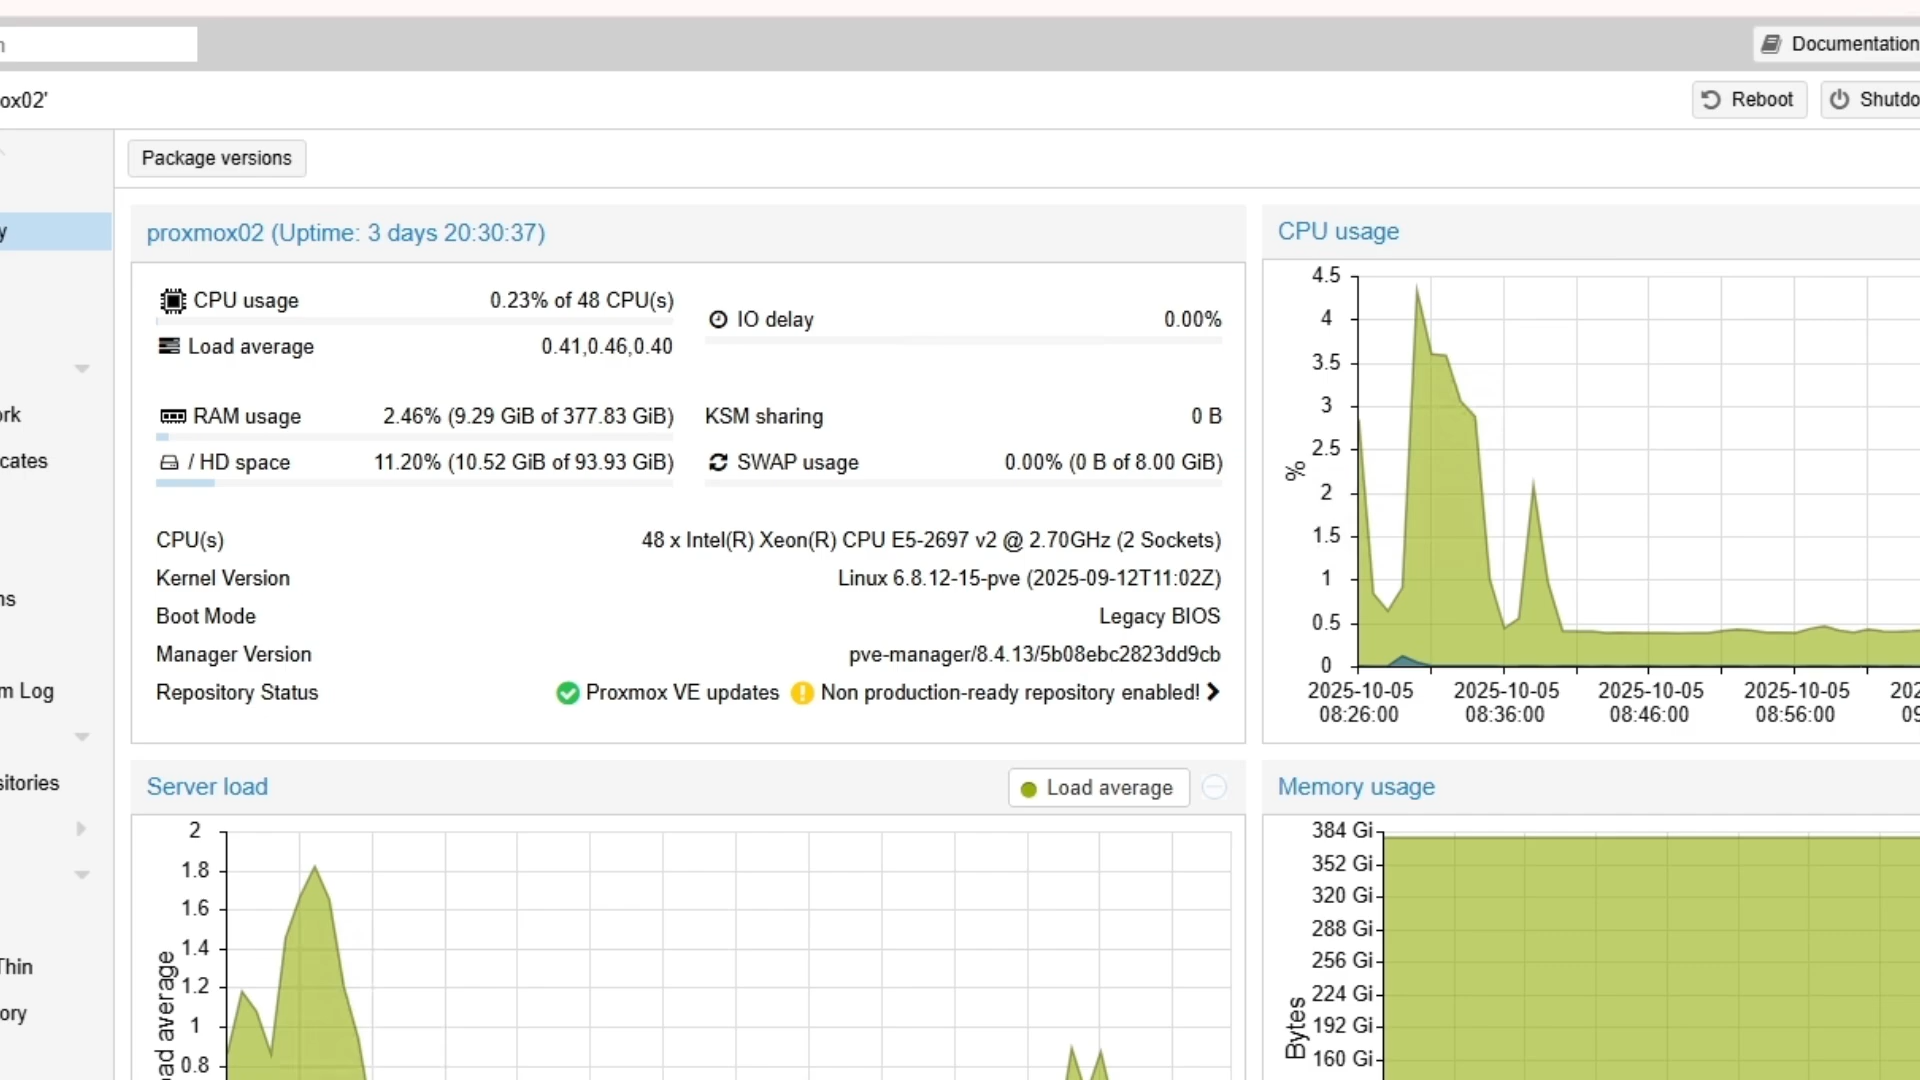 Documentation
ox02'
Reboot
Shutdo
Package versions
y
ork
cates
ns
m Log
sitories
Thin
ory
proxmox02 (Uptime: 3 days 20:30:37)
CPU usage 0.23% of 48 CPU(s)
IO delay 0.00%
Load average 0.41,0.46,0.40
RAM usage 2.46% (9.29 GiB of 377.83 GiB)
KSM sharing 0 B
/ HD space 11.20% (10.52 GiB of 93.93 GiB)
SWAP usage 0.00% (0 B of 8.00 GiB)
CPU(s) 48 x Intel(R) Xeon(R) CPU E5-2697 v2 @ 2.70GHz (2 Sockets)
Kernel Version Linux 6.8.12-15-pve (2025-09-12T11:02Z)
Boot Mode Legacy BIOS
Manager Version pve-manager/8.4.13/5b08ebc2823dd9cb
Repository Status Proxmox VE updates Non production-ready repository enabled!
CPU usage
4.5
4
3.5
3
2.5
2
1.5
1
0.5
0
%
2025-10-05 2025-10-05 2025-10-05 2025-10-05 202
08:26:00 08:36:00 08:46:00 08:56:00 09
Server load
Load average
2
1.8
1.6
1.4
1.2
1
0.8
oad average
Memory usage
384 Gi
352 Gi
320 Gi
288 Gi
256 Gi
224 Gi
192 Gi
160 Gi
Bytes